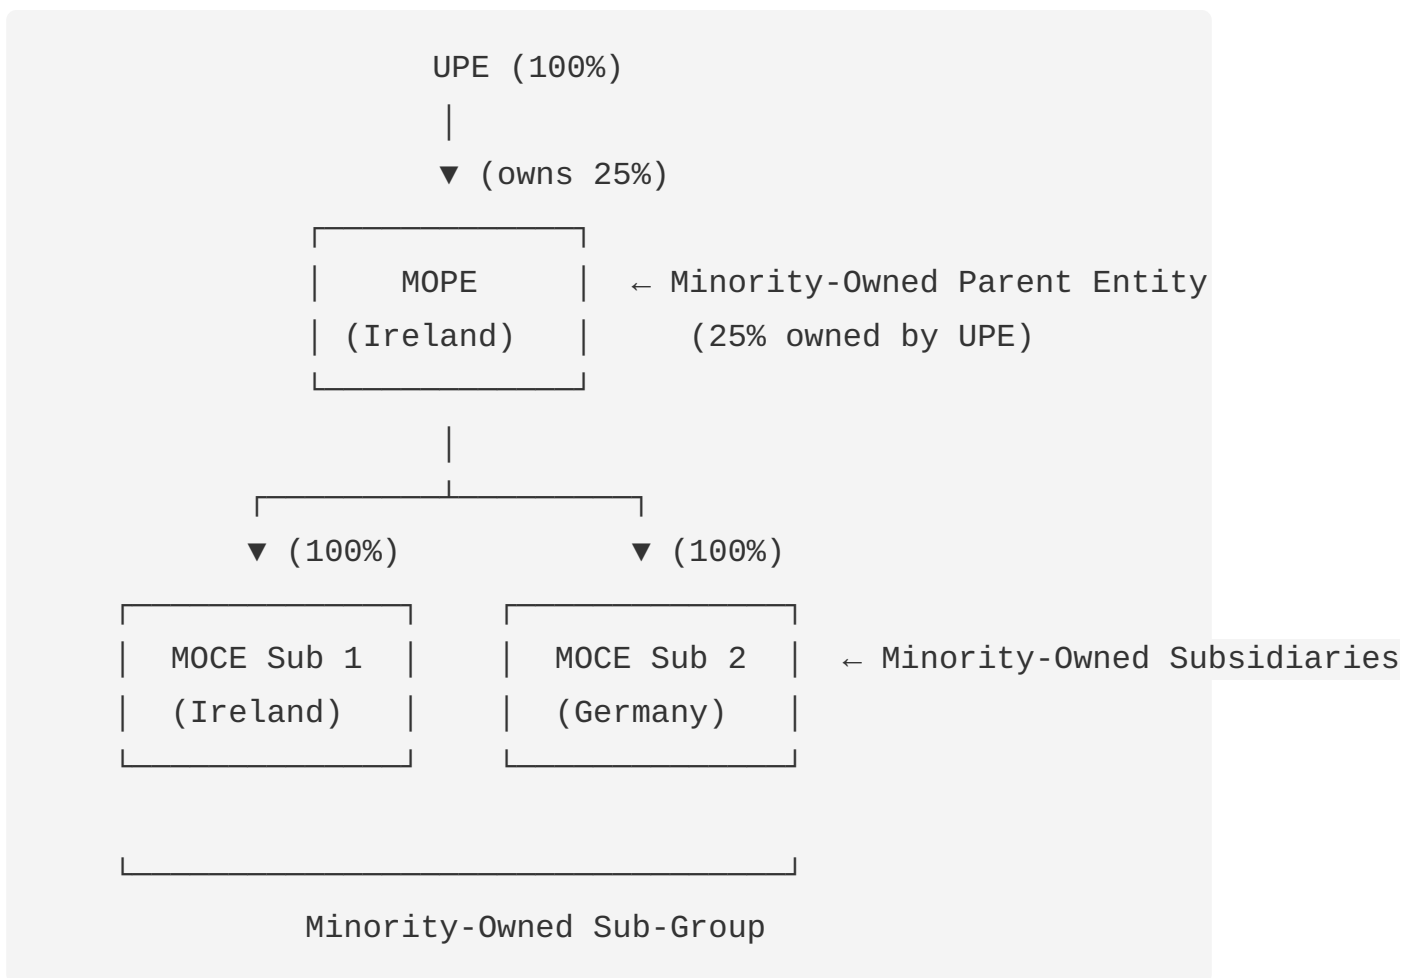 UPE (100%)
▼ (owns 25%)
MOPE ← Minority-Owned Parent Entity
(Ireland) (25% owned by UPE)
▼ (100%) ▼ (100%)
MOCE Sub 1 MOCE Sub 2 ← Minority-Owned Subsidiaries
(Ireland) (Germany)
Minority-Owned Sub-Group